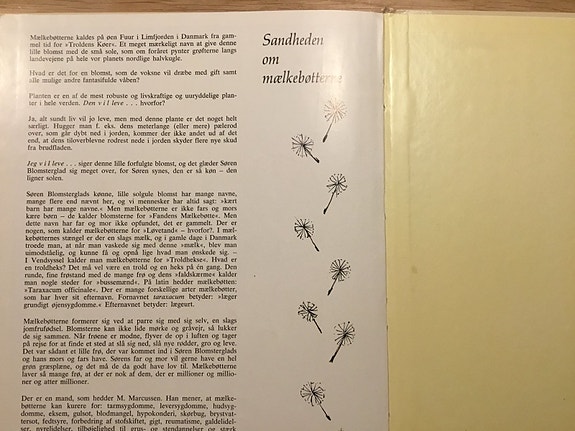 Sandheden
om
mælkebøtterne
Mælkebøtterne kaldes på øen Fuur i Limfjorden i Danmark fra gam-
mel tid for »Troldens Køer«. Et meget mærkeligt navn at give denne
lille blomst med de små sole, som om foråret pynter grøfterne langs
landevejene på hele vor planets nordlige halvkugle.
Hvad er det for en blomst, som de voksne vil dræbe med gift samt
alle mulige andre fantasifulde våben?
Planten er en af de mest robuste og livskraftige og uuryddelige plan-
ter i hele verden. Den vil leve . . . hvorfor?
Ja, alt sundt liv vil jo leve, men med denne plante er det noget helt
særligt. Hugger man f. eks. dens meterlange (eller mere) pælerod
over, som går dybt ned i jorden, kommer der ikke andet ud af det
end, at dens tiloverblevne rodrest nede i jorden skyder flere nye skud
fra brudfladen.
Jeg vil leve . . . siger denne lille forfulgte blomst, og det glæder Søren
Blomsterglad sig meget over, for Søren synes, den er så køn – den
ligner solen.
Søren Blomsterglads kønne, lille solgule blomst har mange navne,
mange flere end nævnt her, og vi mennesker har altid sagt: »kært
barn har mange navne.« Men mælkebøtterne er ikke fars og mors
kære børn – de kalder blomsterne for »Fandens Mælkebøtte«. Men
dette navn har far og mor ikke opfundet, det er gammelt. Der er
nogen, som kalder mælkebøtterne for »Løvetand« – hvorfor?. I mæl-
kebøtternes stængel er der en slags mælk, og i gamle dage i Danmark
troede man, at når man vaskede sig med denne »mælk«, blev man
uimodståelig, og kunne få og opnå lige hvad man ønskede sig. –
I Vendsyssel kalder man mælkebøtterne for »Troldhekse«. Hvad er
en troldheks? Det må vel være en trold og en heks på én gang. Den
runde, fine frøstand med de mange frø og dens »faldskærme« kalder
man nogle steder for »bussemænd«. På latin hedder mælkebøtten:
»Taraxacum officinale«. Der er mange forskellige arter mælkebøtter,
som har hver sit efternavn. Fornavnet taraxacum betyder: »læger
grundigt øjensygdomme.« Efternavnet betyder: lægeurt.
Mælkebøtterne formerer sig ved at parre sig med sig selv, en slags
jomfrufødsel. Blomsterne kan ikke lide mørke og gråvejr, så lukker
de sig sammen. Når frøene er modne, flyver de op i luften og tager
på rejse for at finde et sted at slå sig ned, slå nye rødder, gro og leve.
Det var sådant et lille frø, der var kommet ind i Søren Blomsterglads
og hans mors og fars have. Sørens far og mor vil gerne have en hel
grøn græsplæne, og det må de da godt have lov til. Mælkebøtterne
laver så mange frø, at der er nok af dem, der er millioner og millio-
ner og atter millioner.
Der er en mand, som hedder M. Marcussen. Han mener, at mælke-
bøtterne kan kurere for: tarmsygdomme, leversygdomme, hudsyg-
domme, eksem, gulsot, blodmangel, hypokonderi, skørbug, brystvat-
tersot, fedtsyre, forbedring af stofskiftet, gigt, reumatisme, galdelidel-
ser, nyrelidelser, tilbøjelighed til grus- og stendannelser og stærk